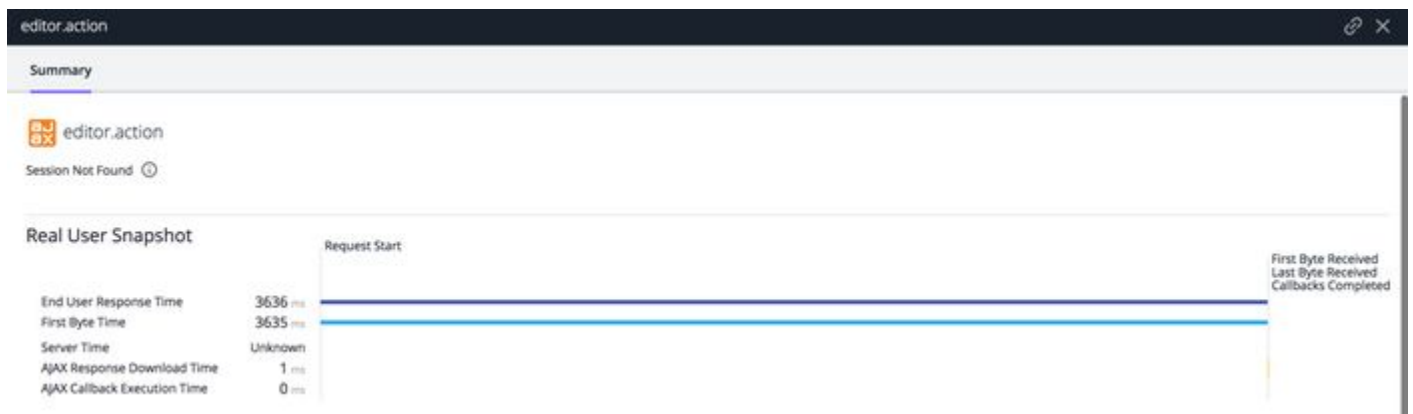 editor.action
Summary
aJ
ax
editor.action
Session Not Found
Real User Snapshot
Request Start
First Byte Received
Last Byte Received
Callbacks Completed
End User Response Time 3636 ms
First Byte Time 3635 ms
Server Time Unknown
AJAX Response Download Time 1 ms
AJAX Callback Execution Time 0 ms